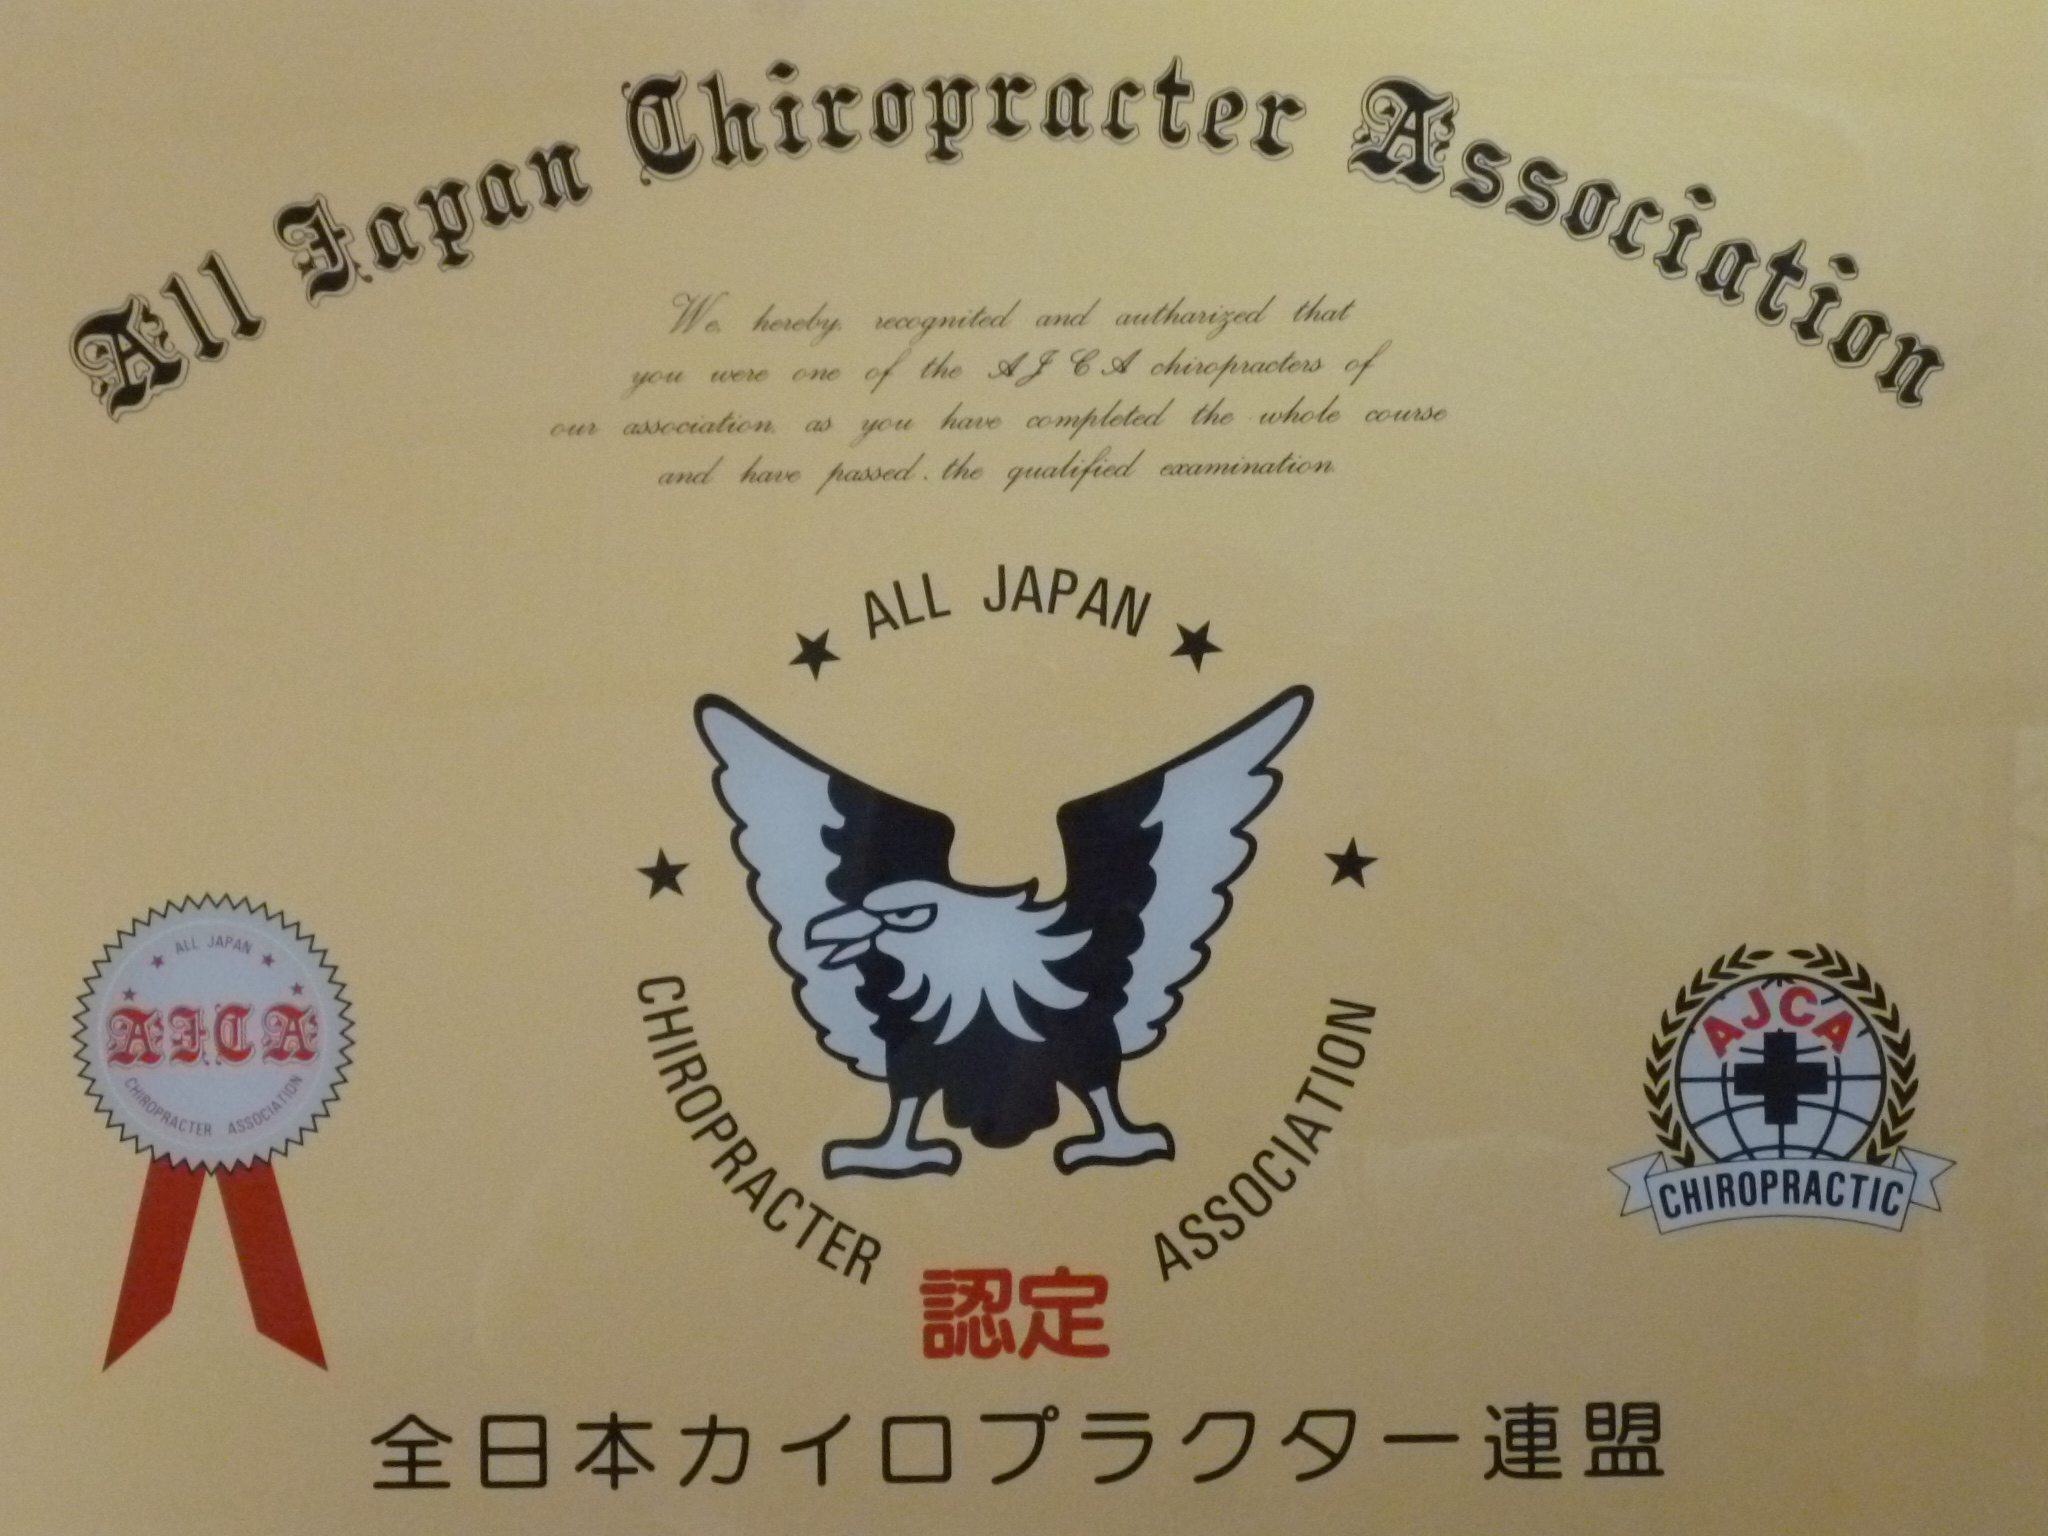 All Japan Chiropracter Association
We. hereby. recognited and autharized that
you were one of the AJCA chiropracters of
our association. as you have completed the whole course
and have passed. the qualified examination.
ALL JAPAN
CHIROPRACTER ASSOCIATION
ALL JAPAN
AJCA
CHIROPRACTER ASSOCIATION
AJCA
CHIROPRACTIC
認定
全日本カイロプラクター連盟